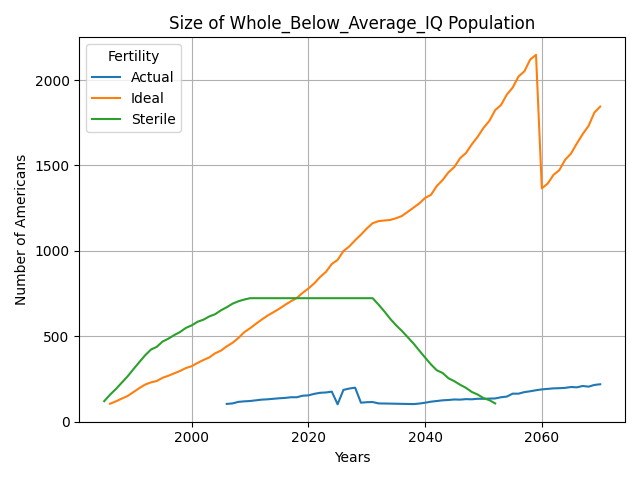 Size of Whole_Below_Average_IQ Population
Fertility
Actual
Ideal
Sterile
Number of Americans
2000
1500
1000
500
0
2000
2020
2040
2060
Years